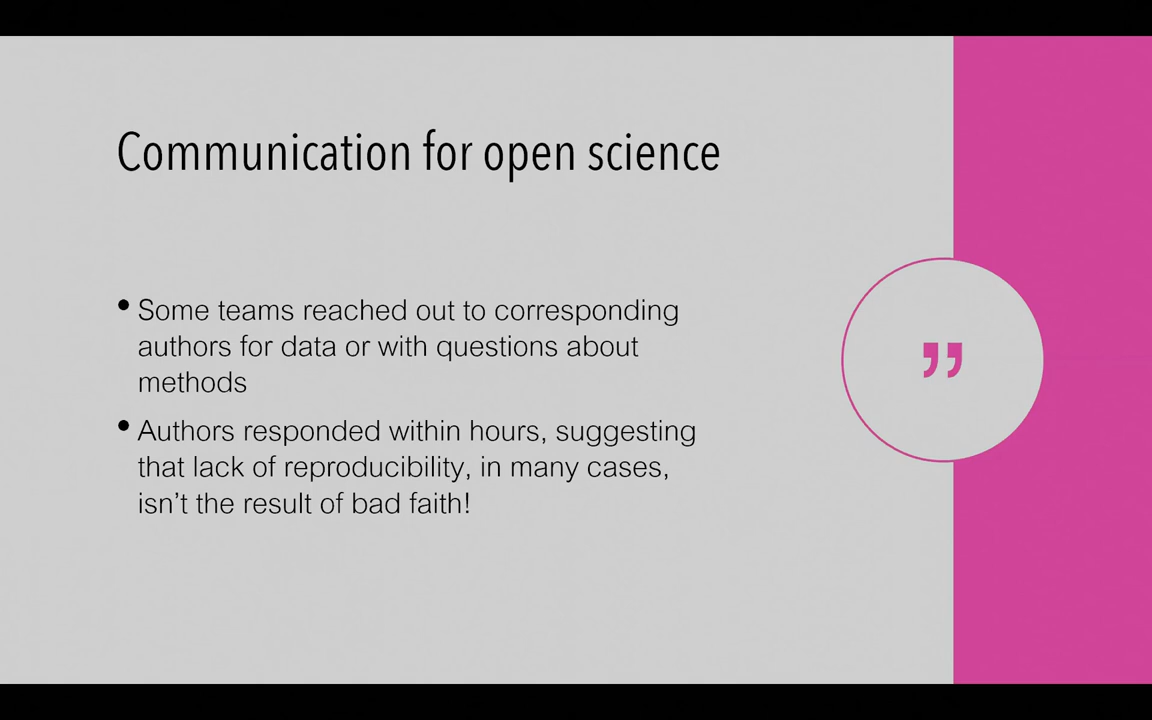 Communication for open science
• Some teams reached out to corresponding
authors for data or with questions about
methods
• Authors responded within hours, suggesting
that lack of reproducibility, in many cases,
isn’t the result of bad faith!
”